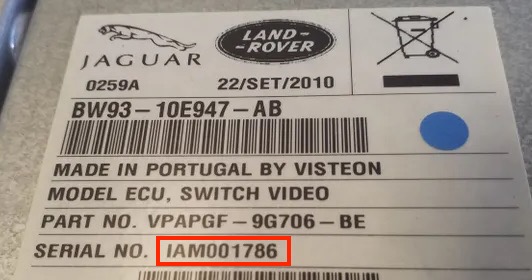 JAGUAR
LAND-
-ROVER
0259A 22/SET/2010
BW93-10E947-AB
MADE IN PORTUGAL BY VISTEON
MODEL ECU, SWITCH VIDEO
PART NO. VPAPGF-9G706-BE
SERIAL NO. IAM001786